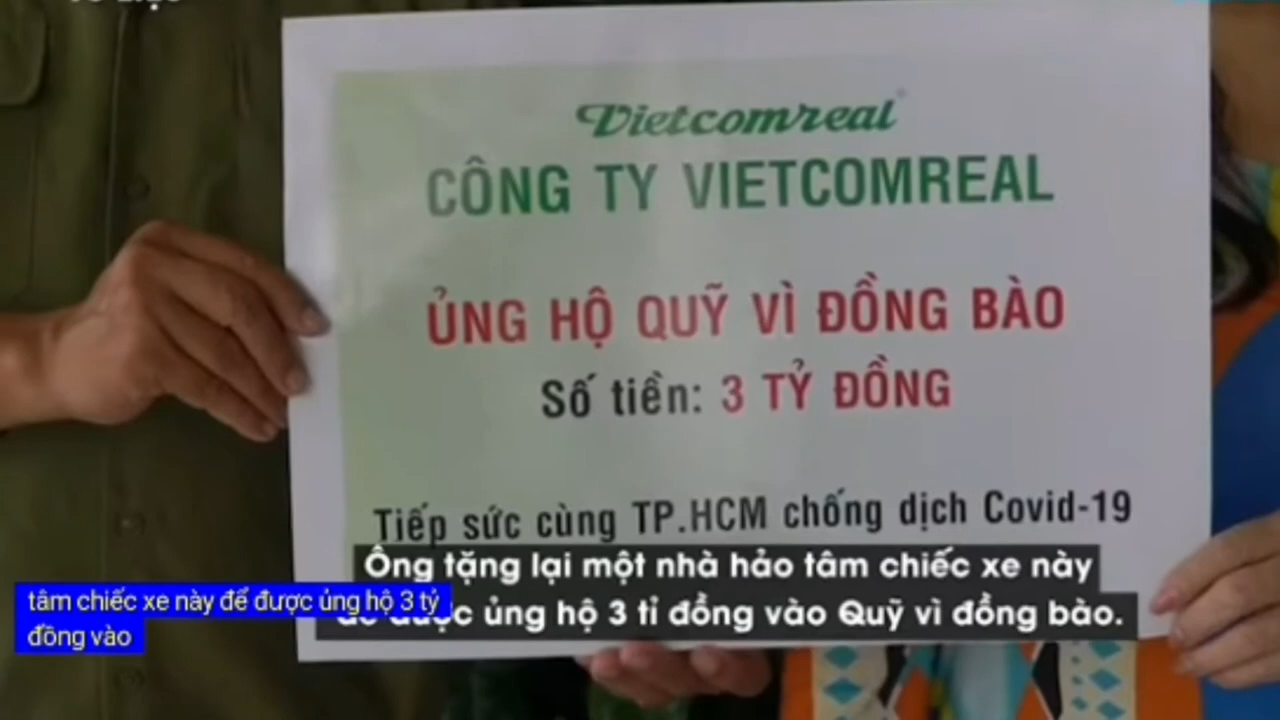 Vietcomreal
CÔNG TY VIETCOMREAL
ỦNG HỘ QUỸ VÌ ĐỒNG BÀO
Số tiền: 3 TỶ ĐỒNG
Tiếp sức cùng TP.HCM chống dịch Covid-19
Ông tặng lại một nhà hảo tâm chiếc xe này
được ủng hộ 3 tỉ đồng vào Quỹ vì đồng bào.
tâm chiếc xe này để được ủng hộ 3 tỷ
đồng vào